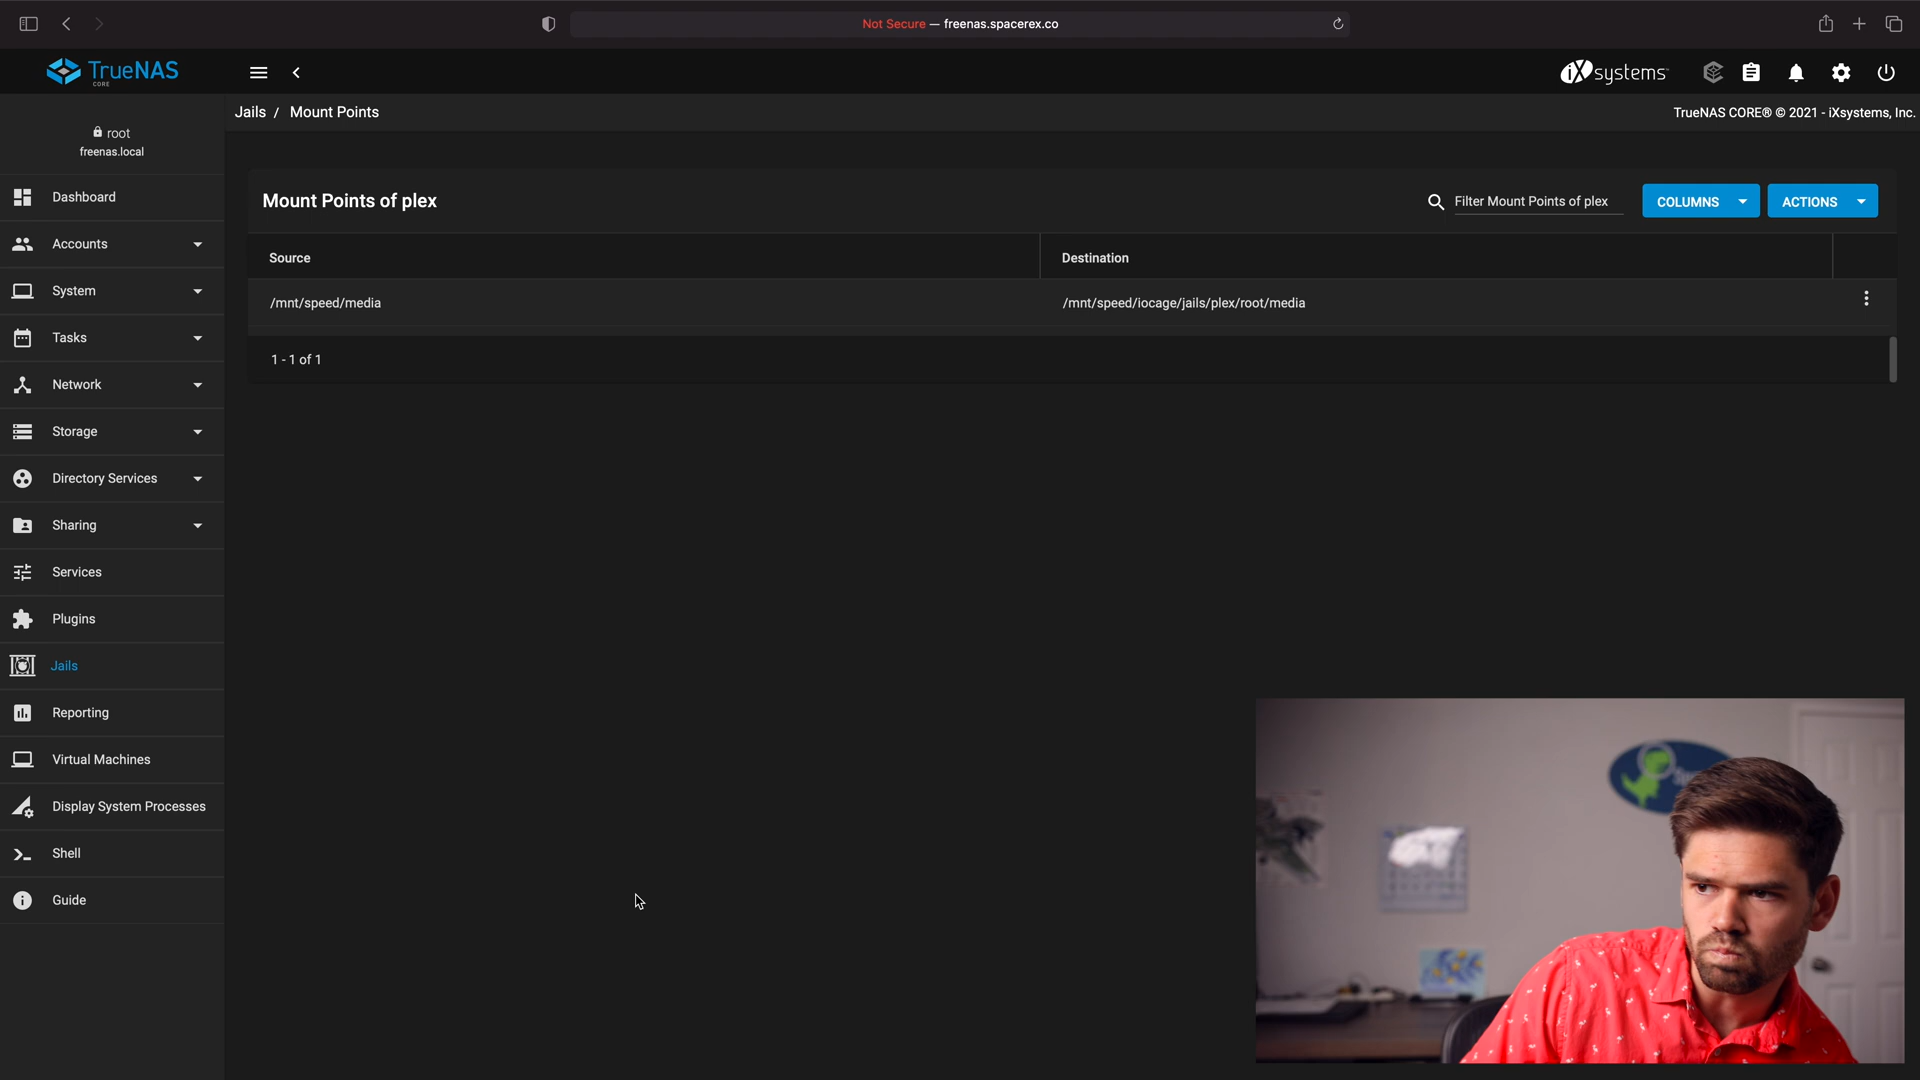 Not Secure — freenas.spacerex.co
TrueNAS
CORE
iXsystems
Jails / Mount Points
TrueNAS CORE® © 2021 - iXsystems, Inc.
root
freenas.local
Dashboard
Accounts
System
Tasks
Network
Storage
Directory Services
Sharing
Services
Plugins
Jails
Reporting
Virtual Machines
Display System Processes
Shell
Guide
Mount Points of plex
Filter Mount Points of plex
COLUMNS
ACTIONS
Source
Destination
/mnt/speed/media
/mnt/speed/iocage/jails/plex/root/media
1 - 1 of 1